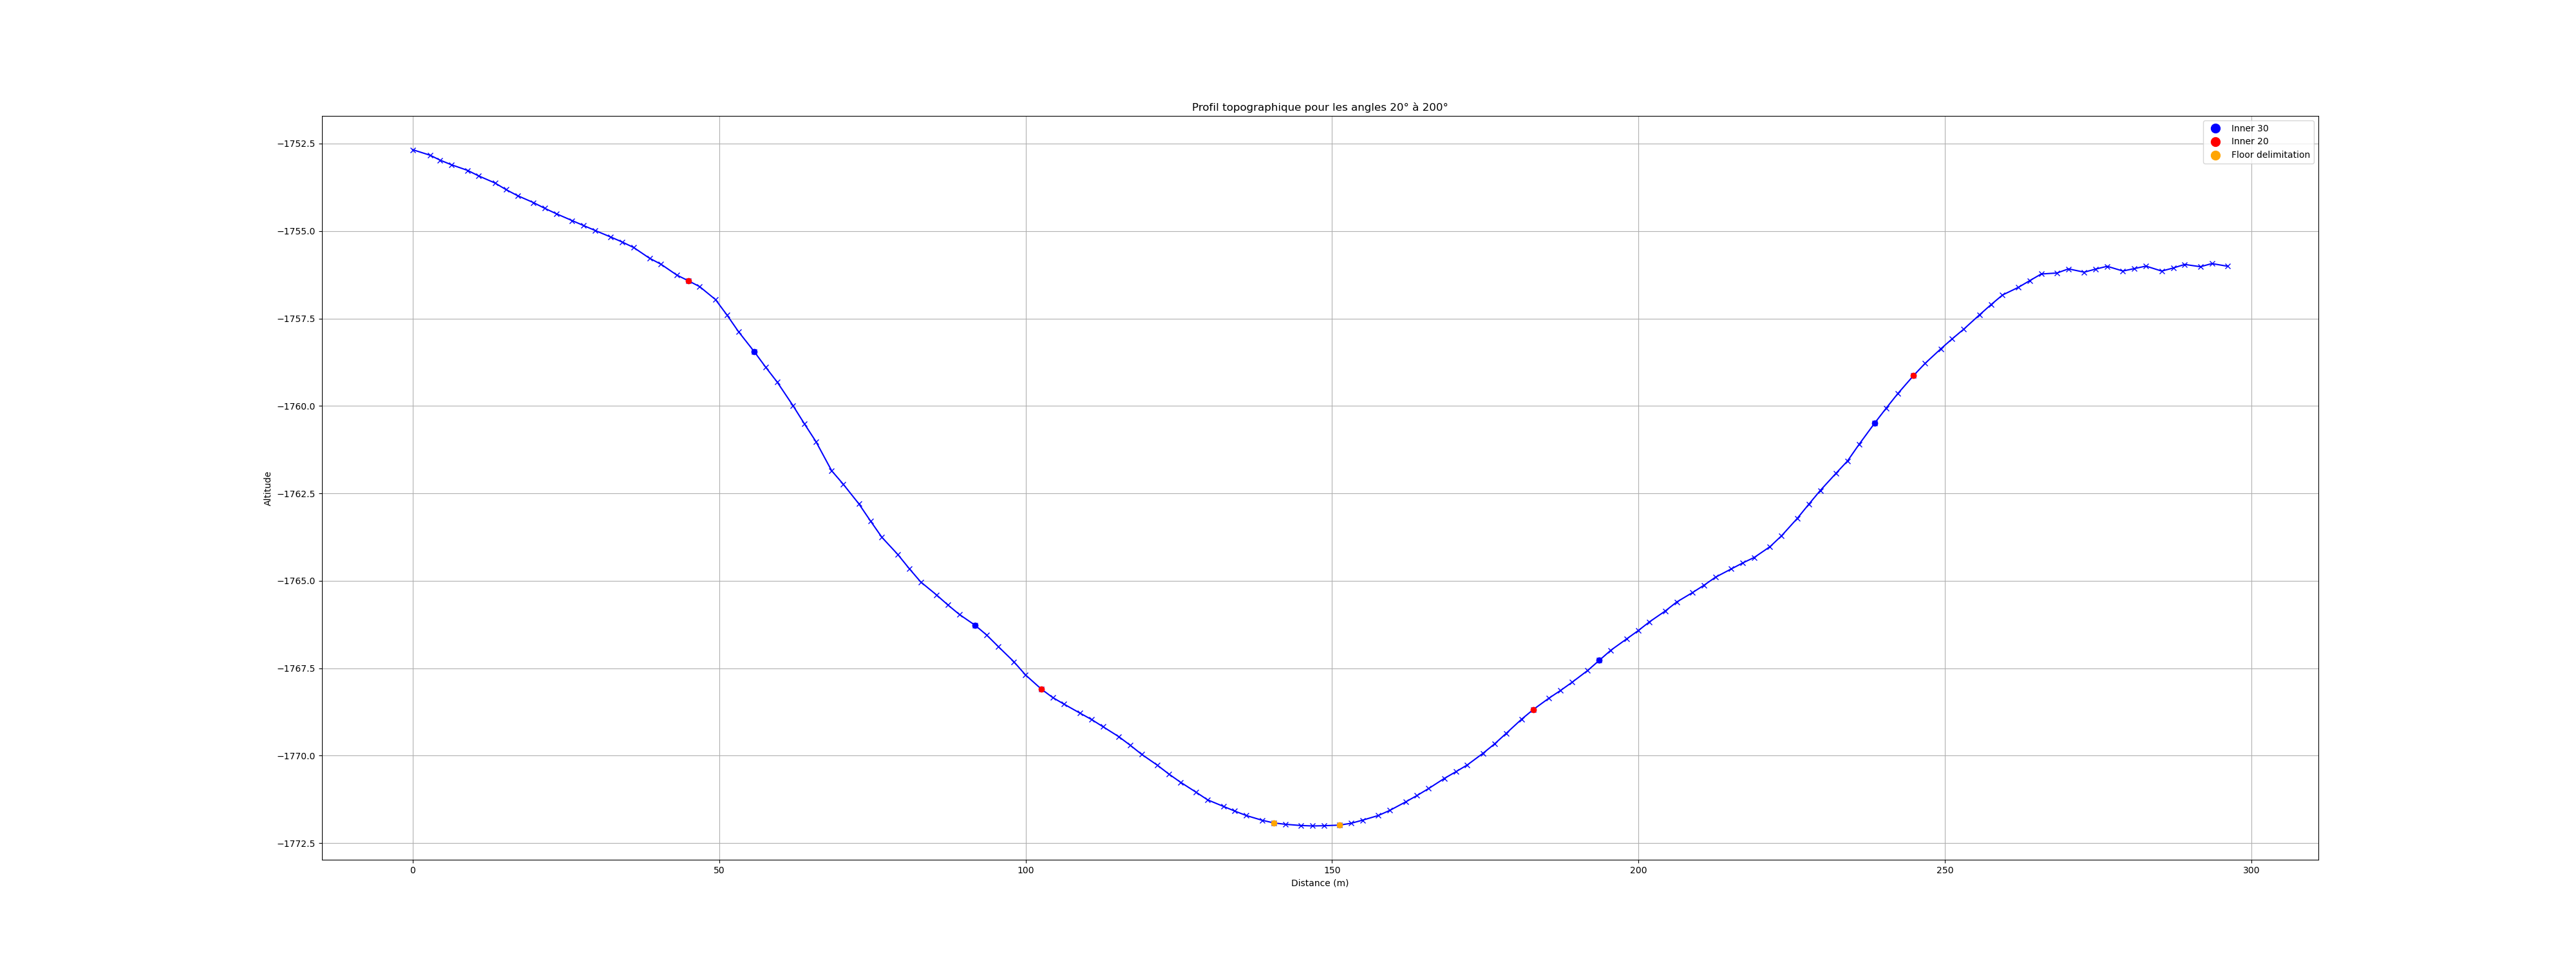 Profil topographique pour les angles 20° à 200°
Inner 30
Inner 20
Floor delimitation
Altitude
−1752.5
−1755.0
−1757.5
−1760.0
−1762.5
−1765.0
−1767.5
−1770.0
−1772.5
0 50 100 150 200 250 300
Distance (m)